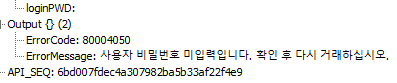 loginPWD:
Output {} (2)
ErrorCode: 80004050
ErrorMessage: 사용자 비밀번호 미입력입니다. 확인 후 다시 거래하십시오.
API_SEQ: 6bd007fdec4a307982ba5b33af22f4e9